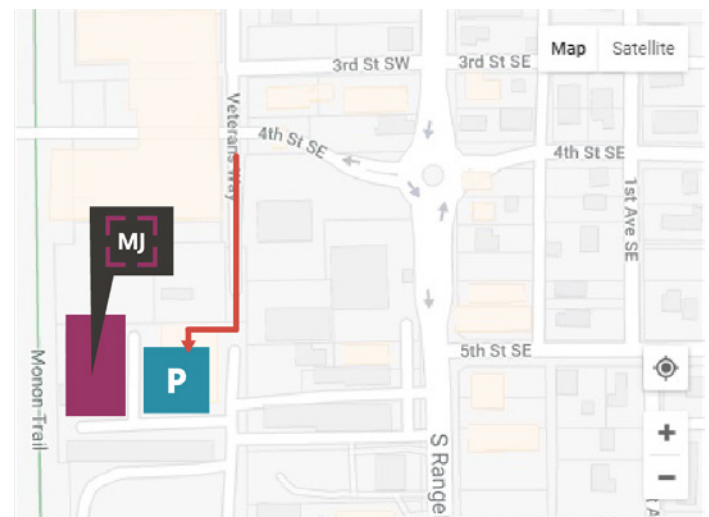 Map
Satellite
3rd St SW
3rd St SE
Veterans Way
4th St SE
4th St SE
1st Ave SE
MJ
5th St SE
P
Monon Trail
S Range
+
−